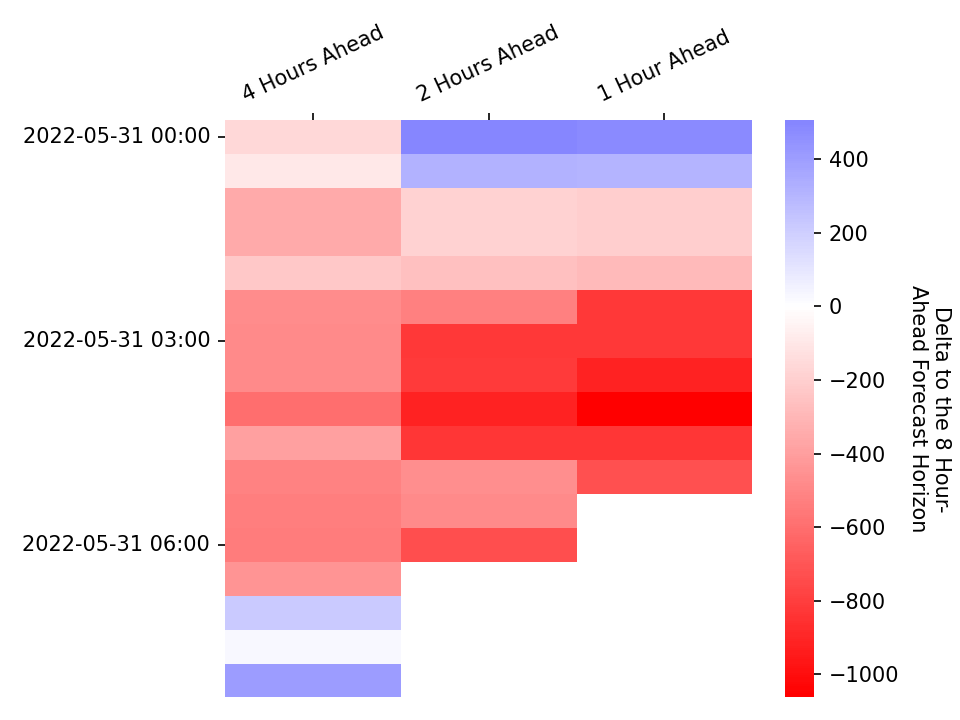 4 Hours Ahead
2 Hours Ahead
1 Hour Ahead
2022-05-31 00:00
2022-05-31 03:00
2022-05-31 06:00
400
200
0
−200
−400
−600
−800
−1000
Delta to the 8 Hour-
Ahead Forecast Horizon